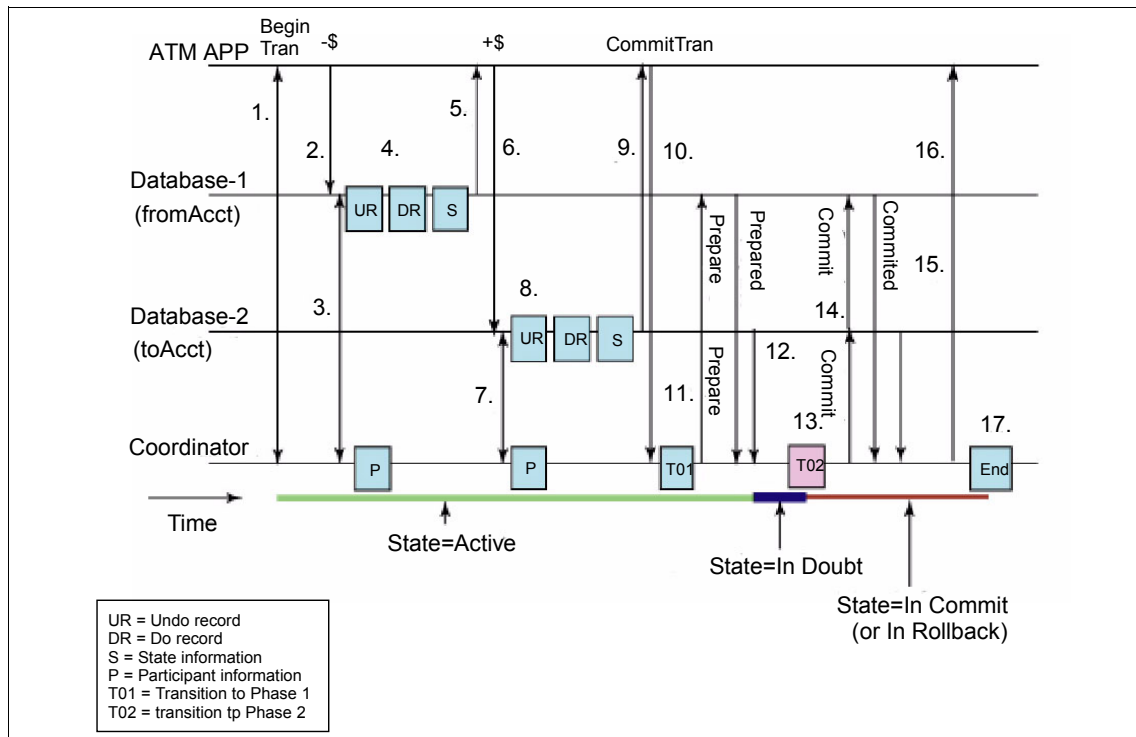 Begin
Tran
-$
+$
CommitTran
ATM APP
1.
2.
4.
5.
6.
9.
10.
16.
Database-1
(fromAcct)
UR
DR
S
Prepare
Prepared
Commit
Commited
3.
8.
14.
15.
Database-2
(toAcct)
UR
DR
S
7.
11.
Prepare
12.
Commit
13.
17.
Coordinator
P
P
T01
T02
End
Time
State=Active
State=In Doubt
State=In Commit
(or In Rollback)
UR = Undo record
DR = Do record
S = State information
P = Participant information
T01 = Transition to Phase 1
T02 = transition tp Phase 2